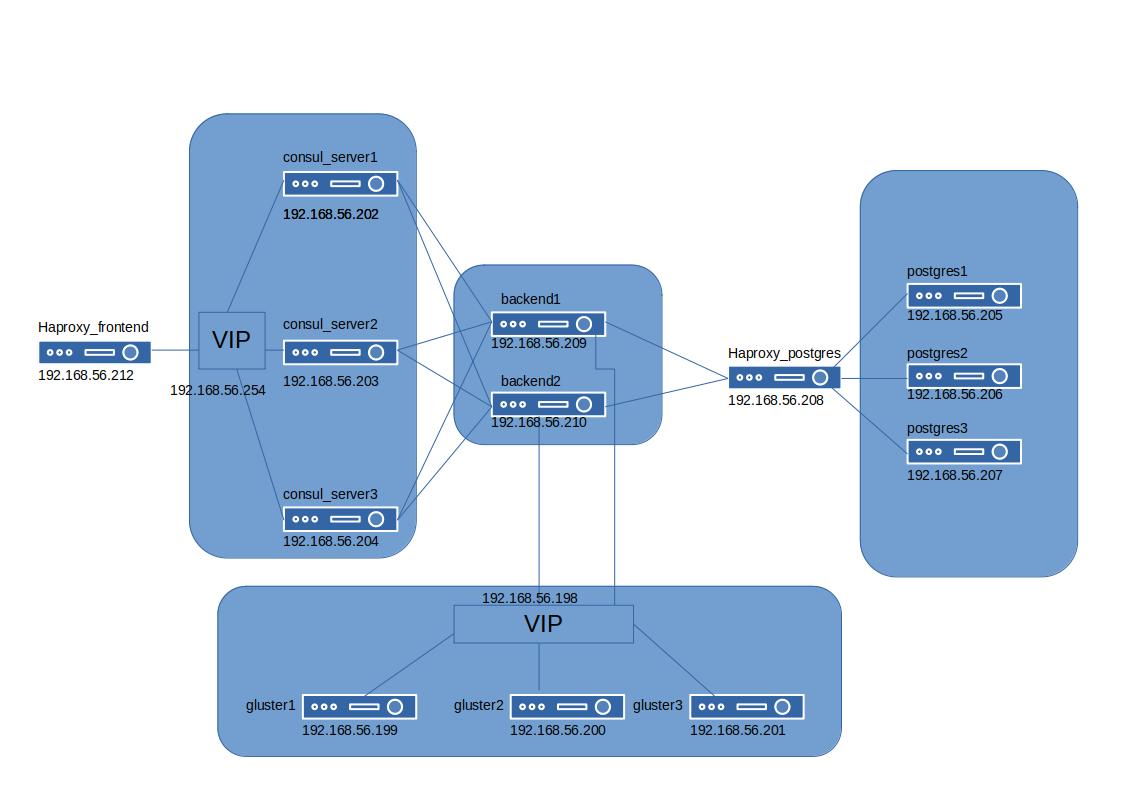 consul_server1
192.168.56.202
Haproxy_frontend
192.168.56.212
VIP
192.168.56.254
consul_server2
192.168.56.203
consul_server3
192.168.56.204
backend1
192.168.56.209
backend2
192.168.56.210
Haproxy_postgres
192.168.56.208
postgres1
192.168.56.205
postgres2
192.168.56.206
postgres3
192.168.56.207
192.168.56.198
VIP
gluster1
192.168.56.199
gluster2
192.168.56.200
gluster3
192.168.56.201